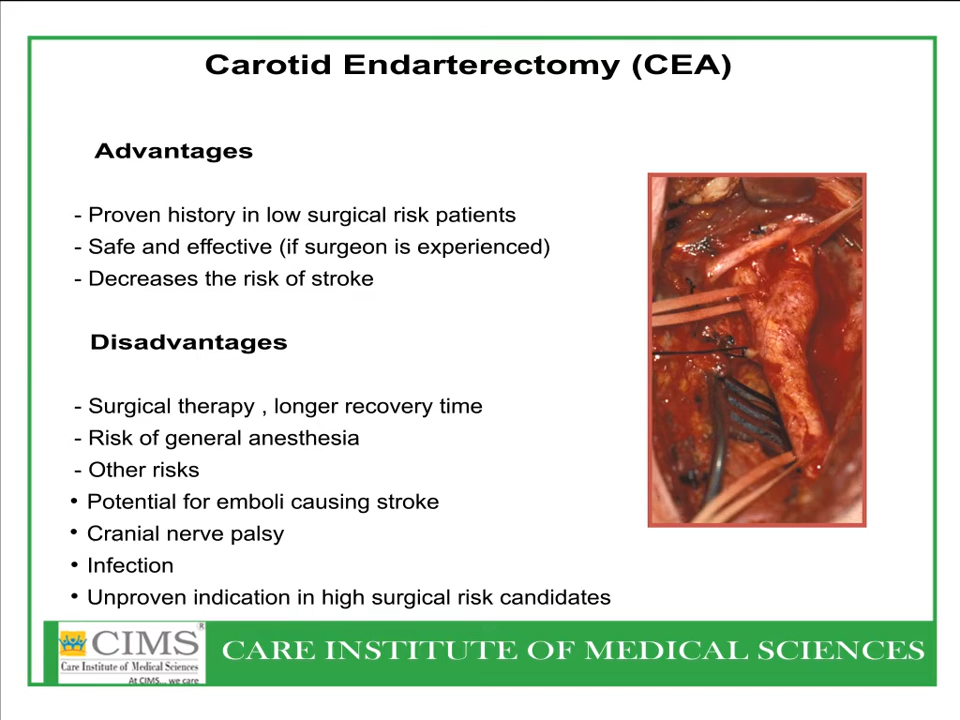 Carotid Endarterectomy (CEA)
Advantages
- Proven history in low surgical risk patients
- Safe and effective (if surgeon is experienced)
- Decreases the risk of stroke
Disadvantages
- Surgical therapy , longer recovery time
- Risk of general anesthesia
- Other risks
• Potential for emboli causing stroke
• Cranial nerve palsy
• Infection
• Unproven indication in high surgical risk candidates
CIMS®
Care Institute of Medical Sciences
At CIMS... we care
CARE INSTITUTE OF MEDICAL SCIENCES